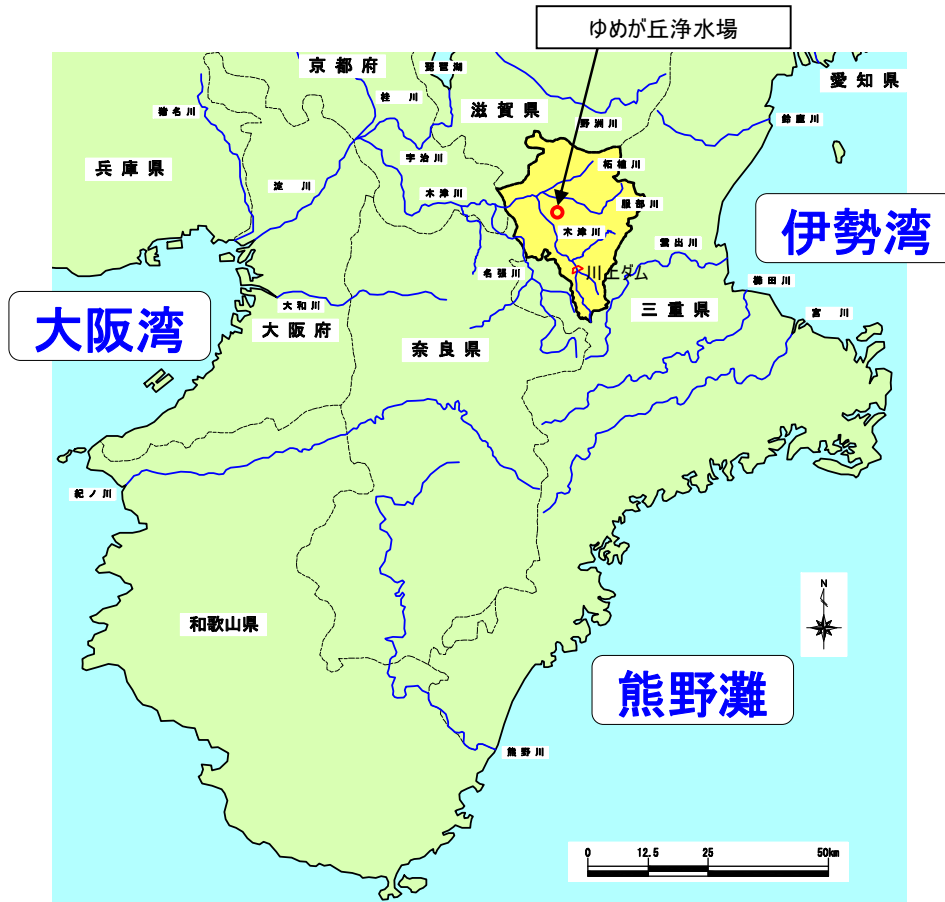 ゆめが丘浄水場
京都府
琵琶湖
愛知県
桂川
滋賀県
猪名川
野洲川
鈴鹿川
兵庫県
宇治川
柘植川
淀川
木津川
服部川
伊勢湾
木津川
雲出川
名張川
川上ダム
櫛田川
大阪湾
大和川
大阪府
三重県
宮川
奈良県
紀ノ川
N
和歌山県
熊野灘
熊野川
0 12.5 25 50km